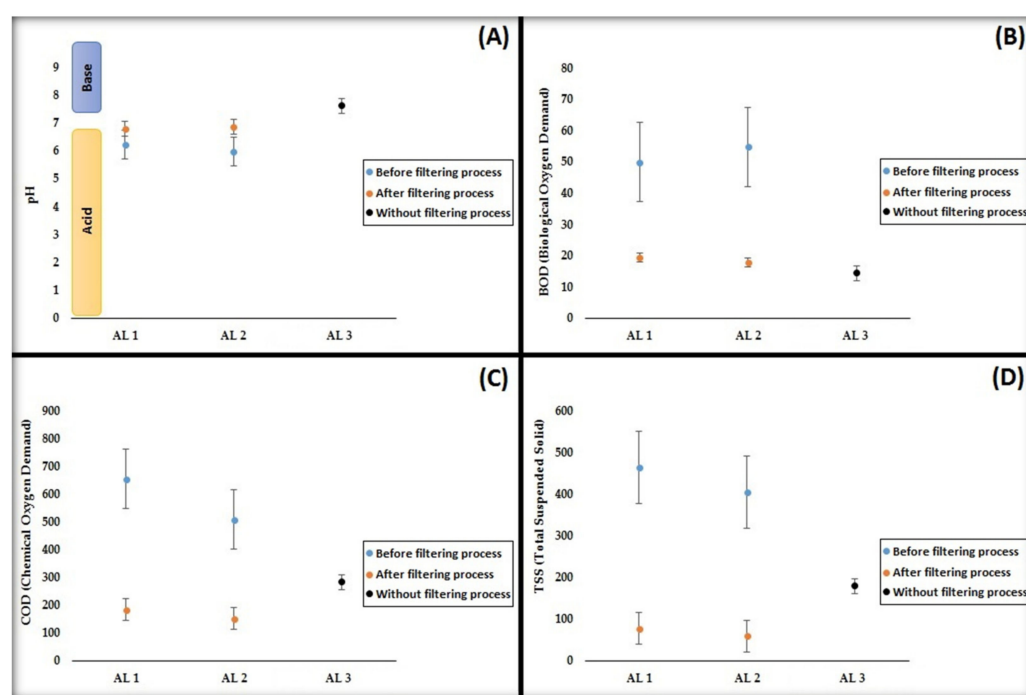 (A)
Base
Acid
pH
9
8
7
6
5
4
3
2
1
0
AL 1
AL 2
AL 3
Before filtering process
After filtering process
Without filtering process
(B)
BOD (Biological Oxygen Demand)
80
70
60
50
40
30
20
10
0
AL 1
AL 2
AL 3
Before filtering process
After filtering process
Without filtering process
(C)
COD (Chemical Oxygen Demand)
900
800
700
600
500
400
300
200
100
0
AL 1
AL 2
AL 3
Before filtering process
After filtering process
Without filtering process
(D)
TSS (Total Suspended Solid)
600
500
400
300
200
100
0
AL 1
AL 2
AL 3
Before filtering process
After filtering process
Without filtering process